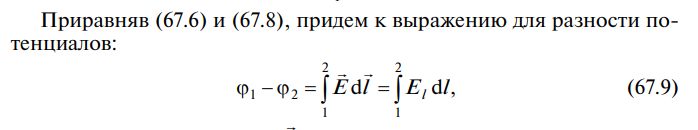 Приравняв (67.6) и (67.8), придем к выражению для разности по-
тенциалов:
φ₁ − φ₂ = ∫₁² E⃗ dl⃗ = ∫₁² Eₗ dl, (67.9)